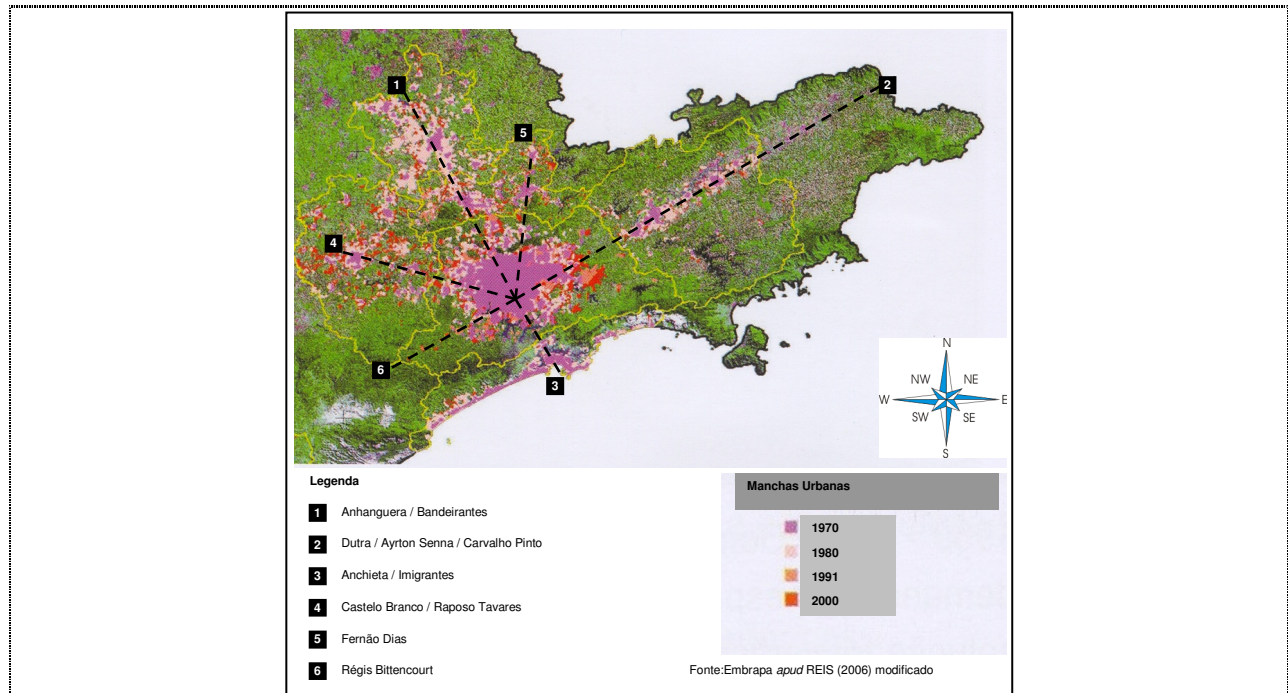 1
2
5
4
6
3
N
NW
NE
W
E
SW
SE
S
Legenda
1 Anhanguera / Bandeirantes
2 Dutra / Ayrton Senna / Carvalho Pinto
3 Anchieta / Imigrantes
4 Castelo Branco / Raposo Tavares
5 Fernão Dias
6 Régis Bittencourt
Manchas Urbanas
1970
1980
1991
2000
Fonte:Embrapa apud REIS (2006) modificado